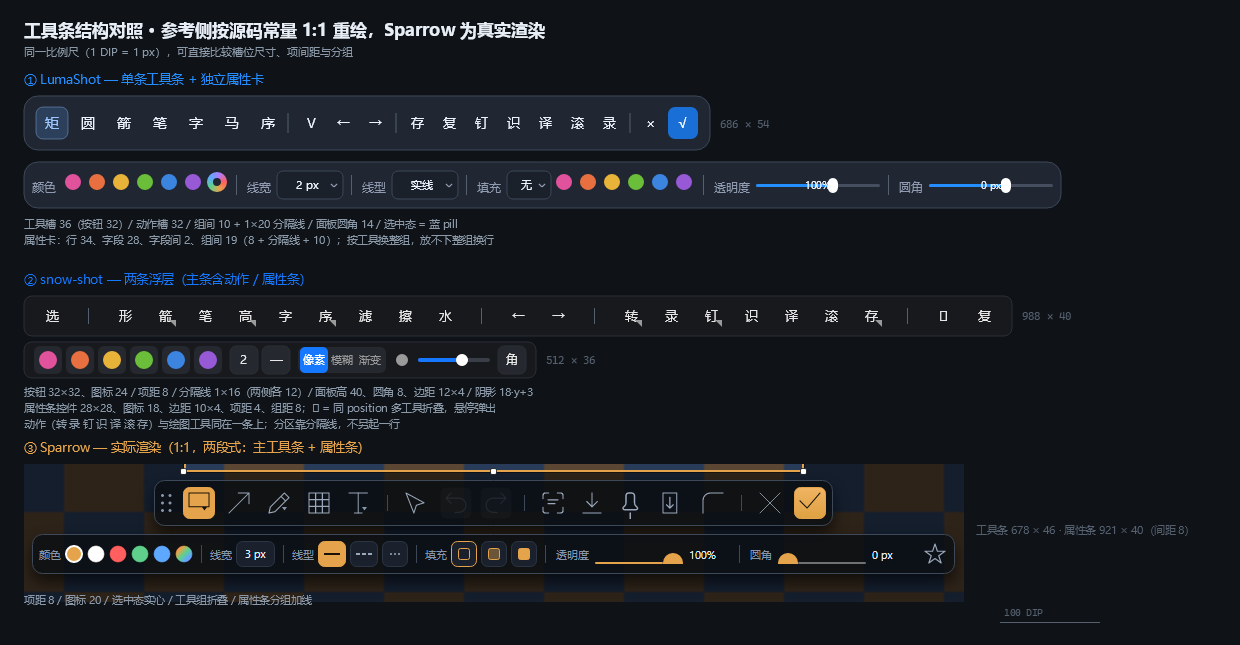 工具条结构对照 • 参考侧按源码常量 1:1 重绘，Sparrow 为真实渲染
同一比例尺（1 DIP = 1 px），可直接比较槽位尺寸、项间距与分组
① LumaShot — 单条工具条 + 独立属性卡
矩 圆 箭 笔 字 马 序 V ← → 存 复 钉 识 译 滚 录 × √ 686 × 54
颜色 线宽 2 px 线型 实线 填充 无 透明度 100% 圆角 0 px
工具槽 36（按钮 32）/ 动作槽 32 / 组间 10 + 1×20 分隔线 / 面板圆角 14 / 选中态 = 蓝 pill
属性卡：行 34、字段 28、字段间 2、组间 19（8 + 分隔线 + 10）；按工具换整组，放不下整组换行
② snow-shot — 两条浮层（主条含动作 / 属性条）
选 形 箭 笔 高 字 序 滤 擦 水 ← → 转 录 钉 识 译 滚 存 ▯ 复 988 × 40
2 — 像素 模糊 渐变 角 512 × 36
按钮 32×32、图标 24 / 项距 8 / 分隔线 1×16（两侧各 12）/ 面板高 40、圆角 8、边距 12×4 / 阴影 18·y+3
属性条控件 28×28、图标 18、边距 10×4、项距 4、组距 8；▯ = 同 position 多工具折叠，悬停弹出
动作（转 录 钉 识 译 滚 存）与绘图工具同在一条上；分区靠分隔线，不另起一行
③ Sparrow — 实际渲染（1:1，两段式：主工具条 + 属性条）
颜色 线宽 3 px 线型 填充 透明度 100% 圆角 0 px
工具条 678 × 46 · 属性条 921 × 40（间距 8）
项距 8 / 图标 20 / 选中态实心 / 工具组折叠 / 属性条分组加线
100 DIP